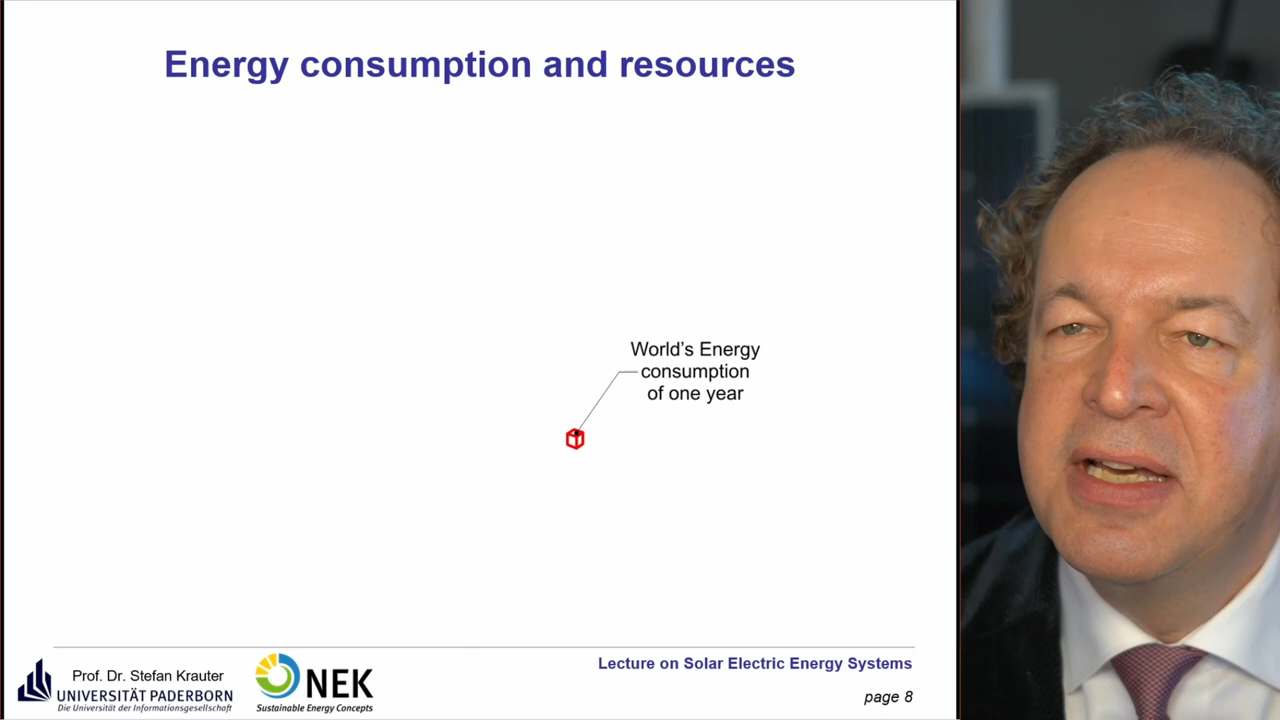 Energy consumption and resources
World's Energy
consumption
of one year
Prof. Dr. Stefan Krauter
UNIVERSITÄT PADERBORN
Die Universität der Informationsgesellschaft
NEK
Sustainable Energy Concepts
Lecture on Solar Electric Energy Systems
page 8